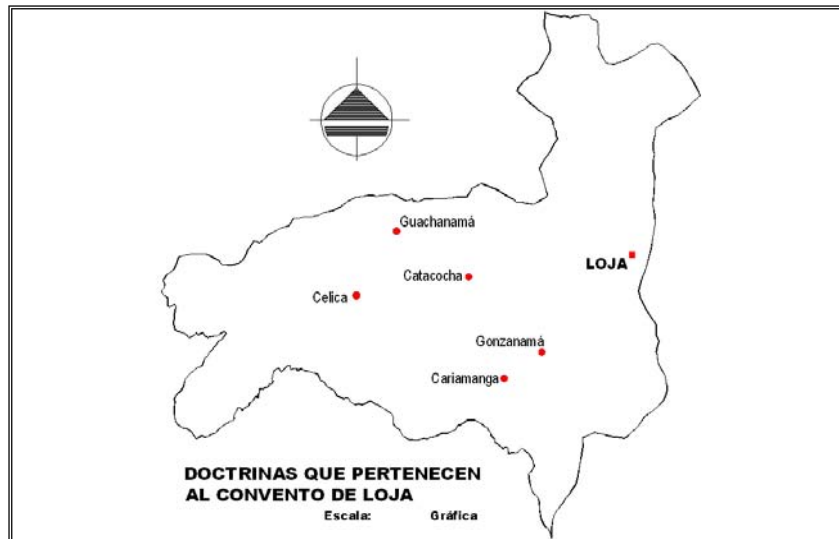 Guachanamá
LOJA
Catacocha
Celica
Gonzanamá
Cariamanga
DOCTRINAS QUE PERTENECEN
AL CONVENTO DE LOJA
Escala: Gráfica